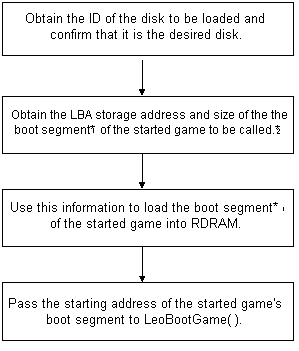 Obtain the ID of the disk to be loaded and
confirm that it is the desired disk.
Obtain the LBA storage address and size of the the
boot segment*¹ of the started game to be called.*²
Use this information to load the boot segment*¹
of the started game into RDRAM.
Pass the starting address of the started game's
boot segment to LeoBootGame( ).